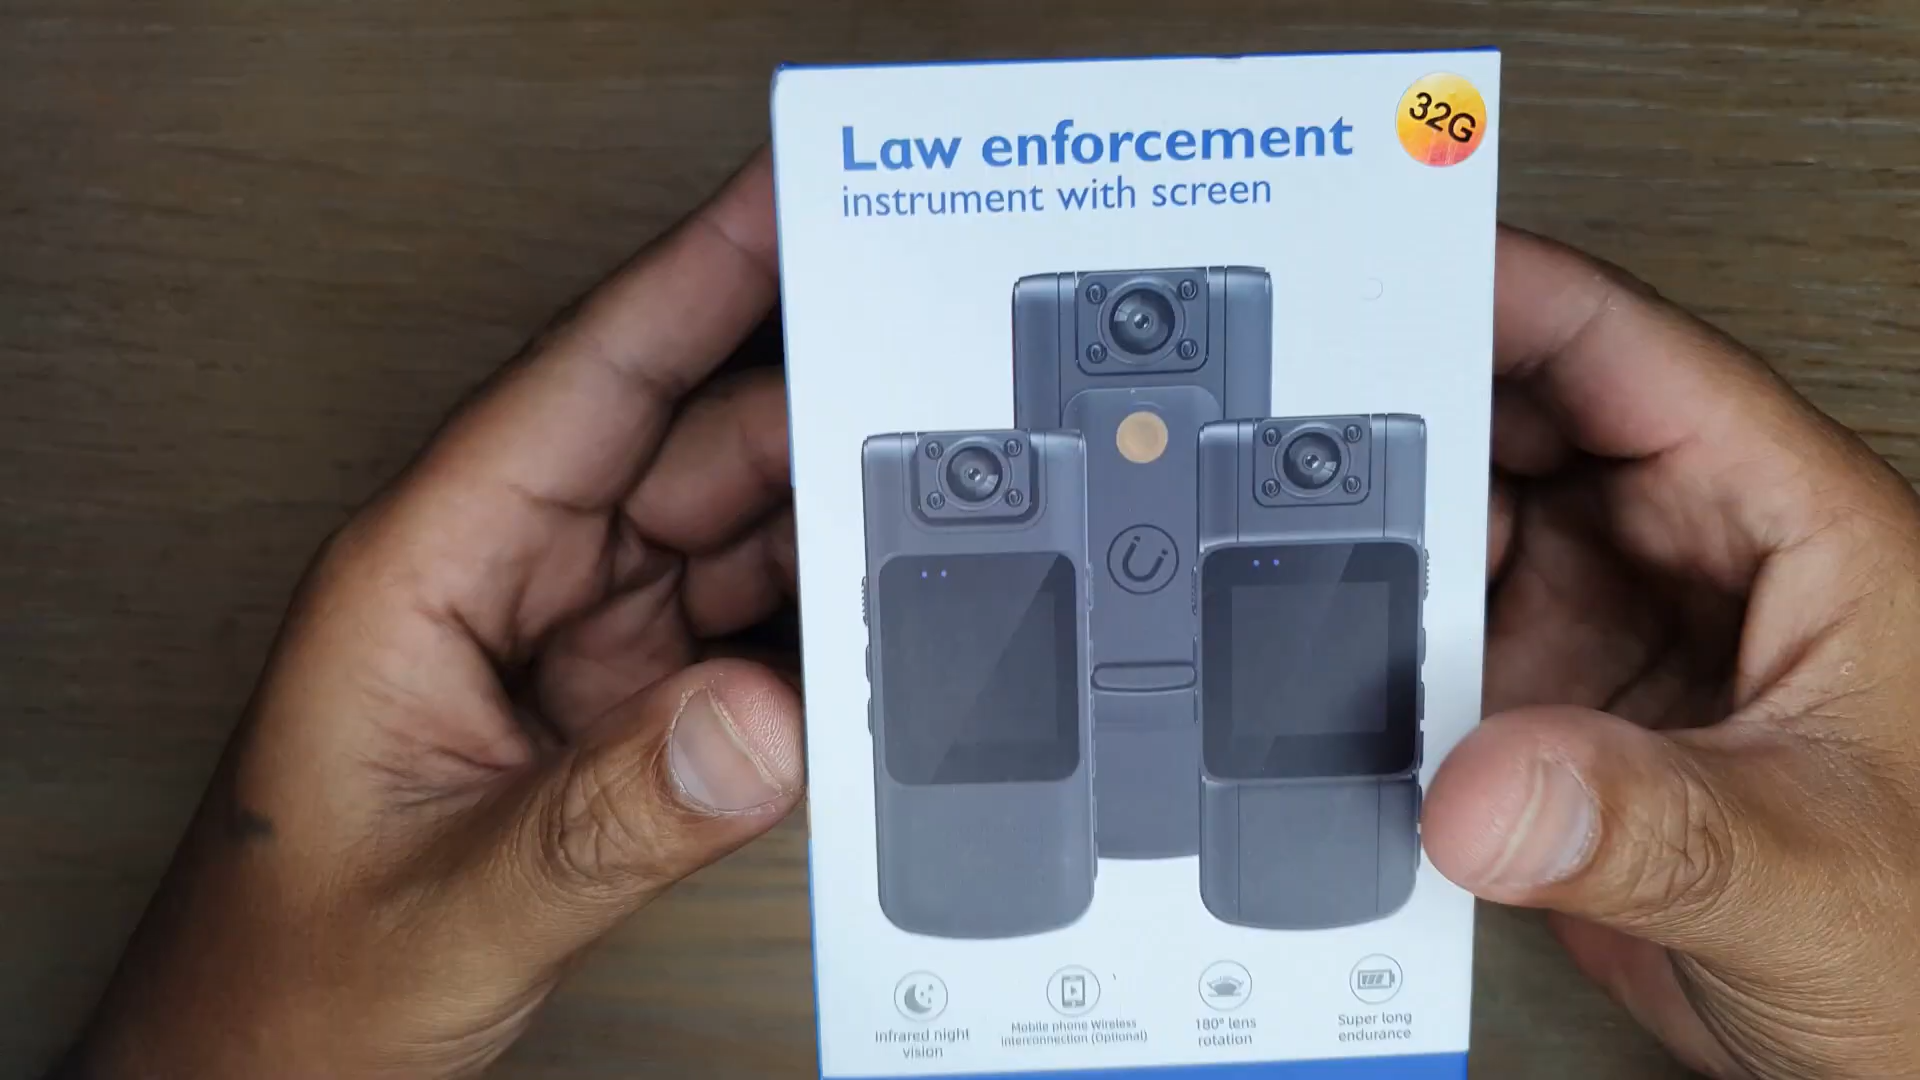 Law enforcement
instrument with screen
32G
Infrared night
vision
Mobile phone Wireless
interconnection (Optional)
180° lens
rotation
Super long
endurance